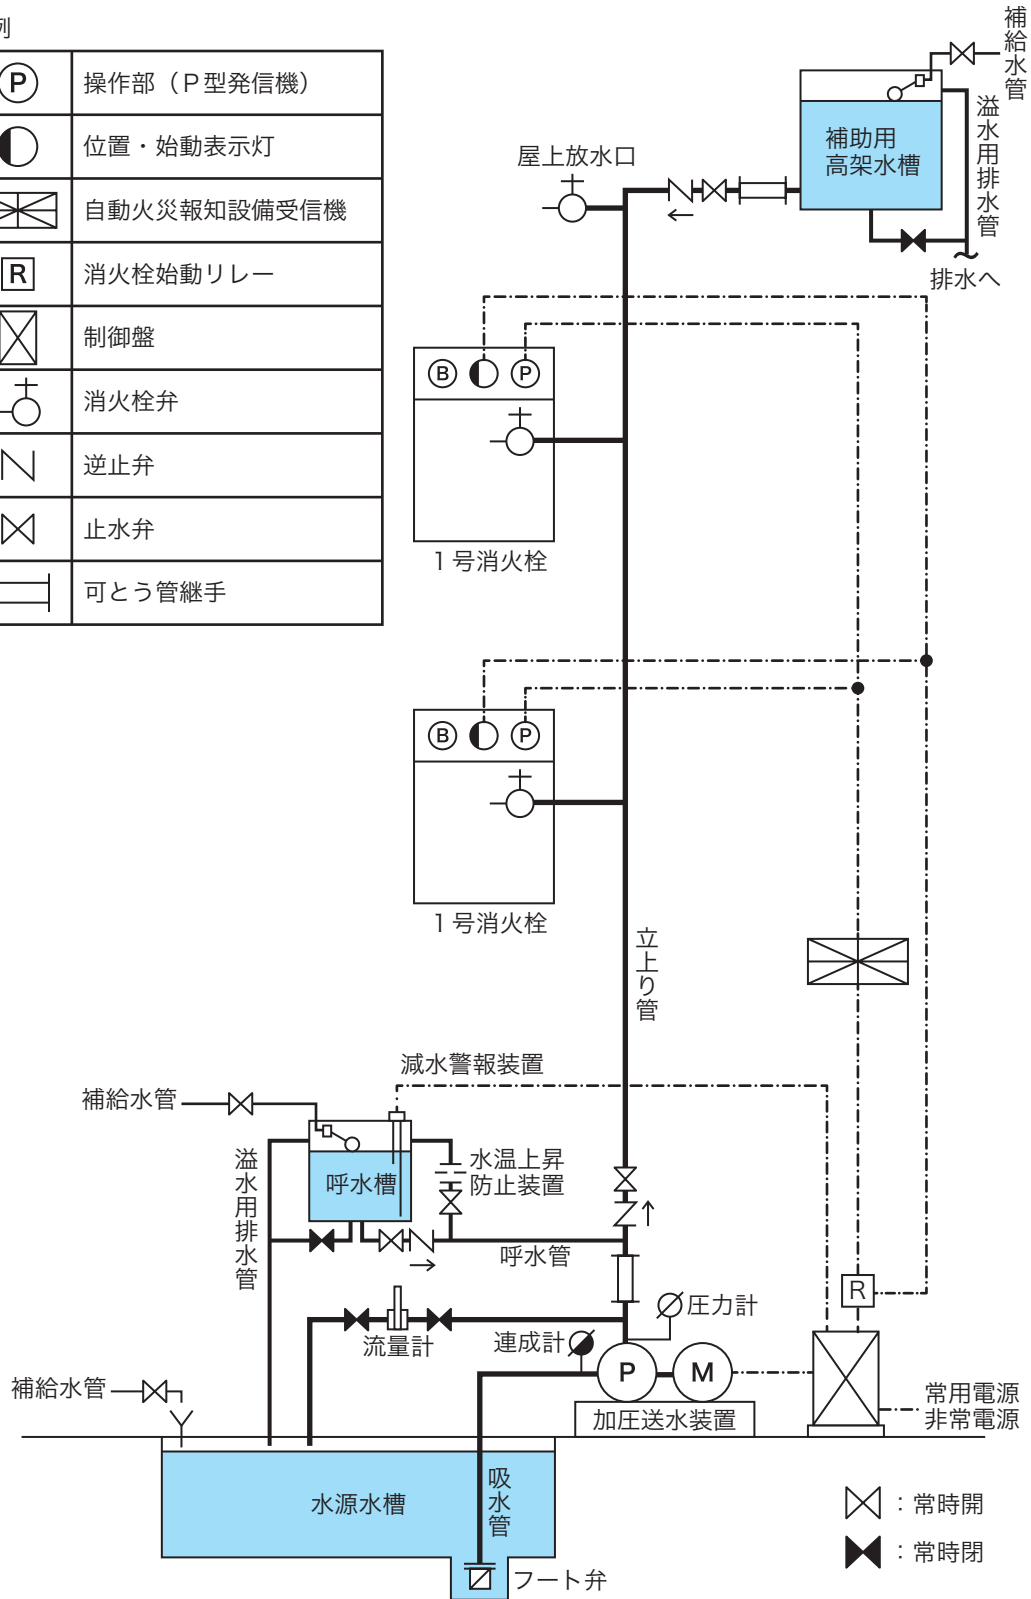 例
P 操作部（P型発信機）
位置・始動表示灯
自動火災報知設備受信機
R 消火栓始動リレー
制御盤
消火栓弁
逆止弁
止水弁
可とう管継手
補給水管
溢水用排水管
補助用
高架水槽
屋上放水口
排水へ
B P
1号消火栓
B P
1号消火栓
立上り管
減水警報装置
補給水管
溢水用排水管
呼水槽
水温上昇
防止装置
呼水管
R
圧力計
流量計
連成計
P M
補給水管
加圧送水装置
常用電源
非常電源
水源水槽
吸水管
フート弁
：常時開
：常時閉